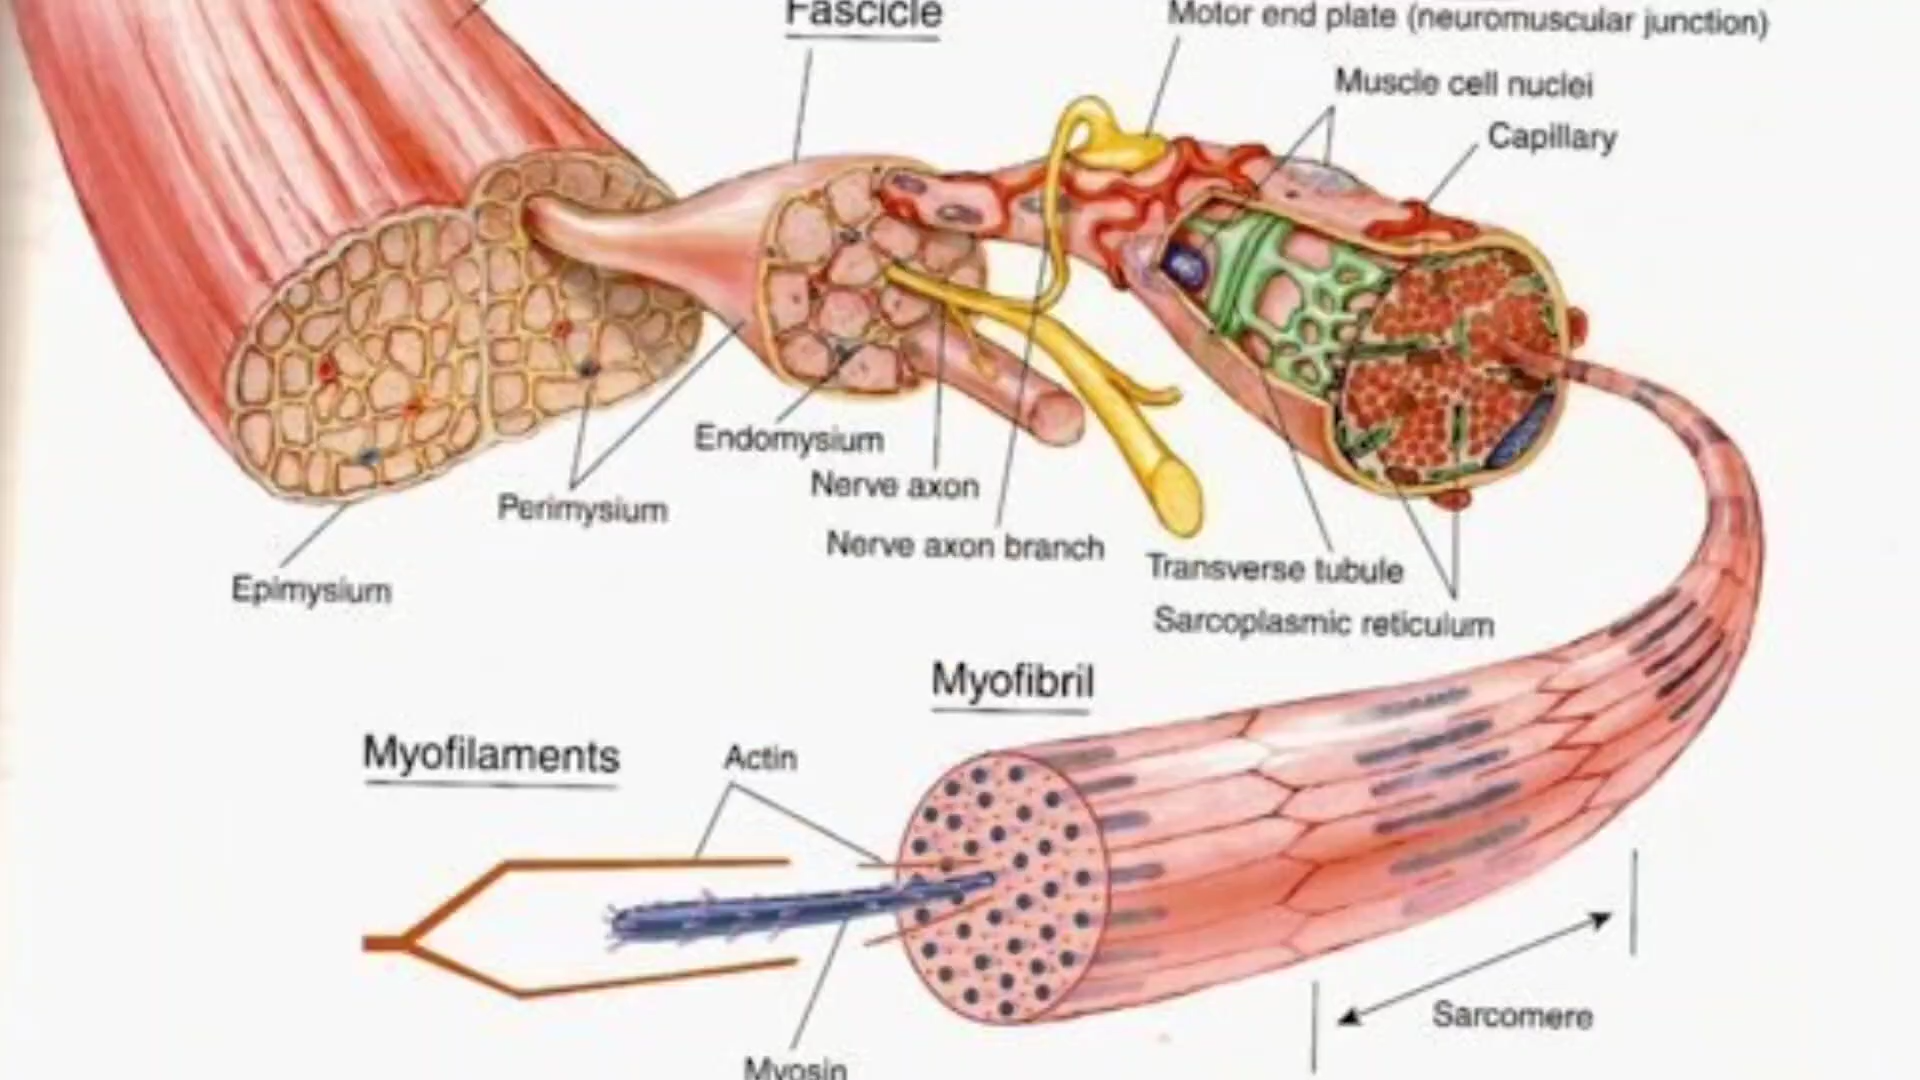 Fascicle
Motor end plate (neuromuscular junction)
Muscle cell nuclei
Capillary
Endomysium
Nerve axon
Perimysium
Nerve axon branch
Transverse tubule
Epimysium
Sarcoplasmic reticulum
Myofibril
Myofilaments
Actin
Sarcomere
Myosin